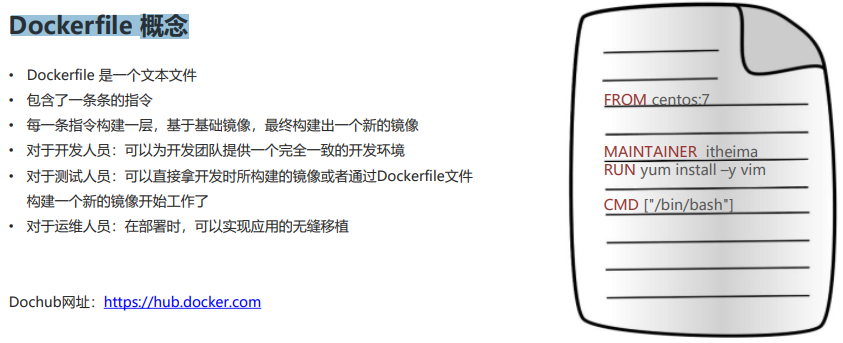 Dockerfile 概念
• Dockerfile 是一个文本文件
• 包含了一条条的指令
• 每一条指令构建一层，基于基础镜像，最终构建出一个新的镜像
• 对于开发人员：可以为开发团队提供一个完全一致的开发环境
• 对于测试人员：可以直接拿开发时所构建的镜像或者通过Dockerfile文件
构建一个新的镜像开始工作了
• 对于运维人员：在部署时，可以实现应用的无缝移植
Dochub网址：https://hub.docker.com
FROM centos:7
MAINTAINER itheima
RUN yum install –y vim
CMD ["/bin/bash"]